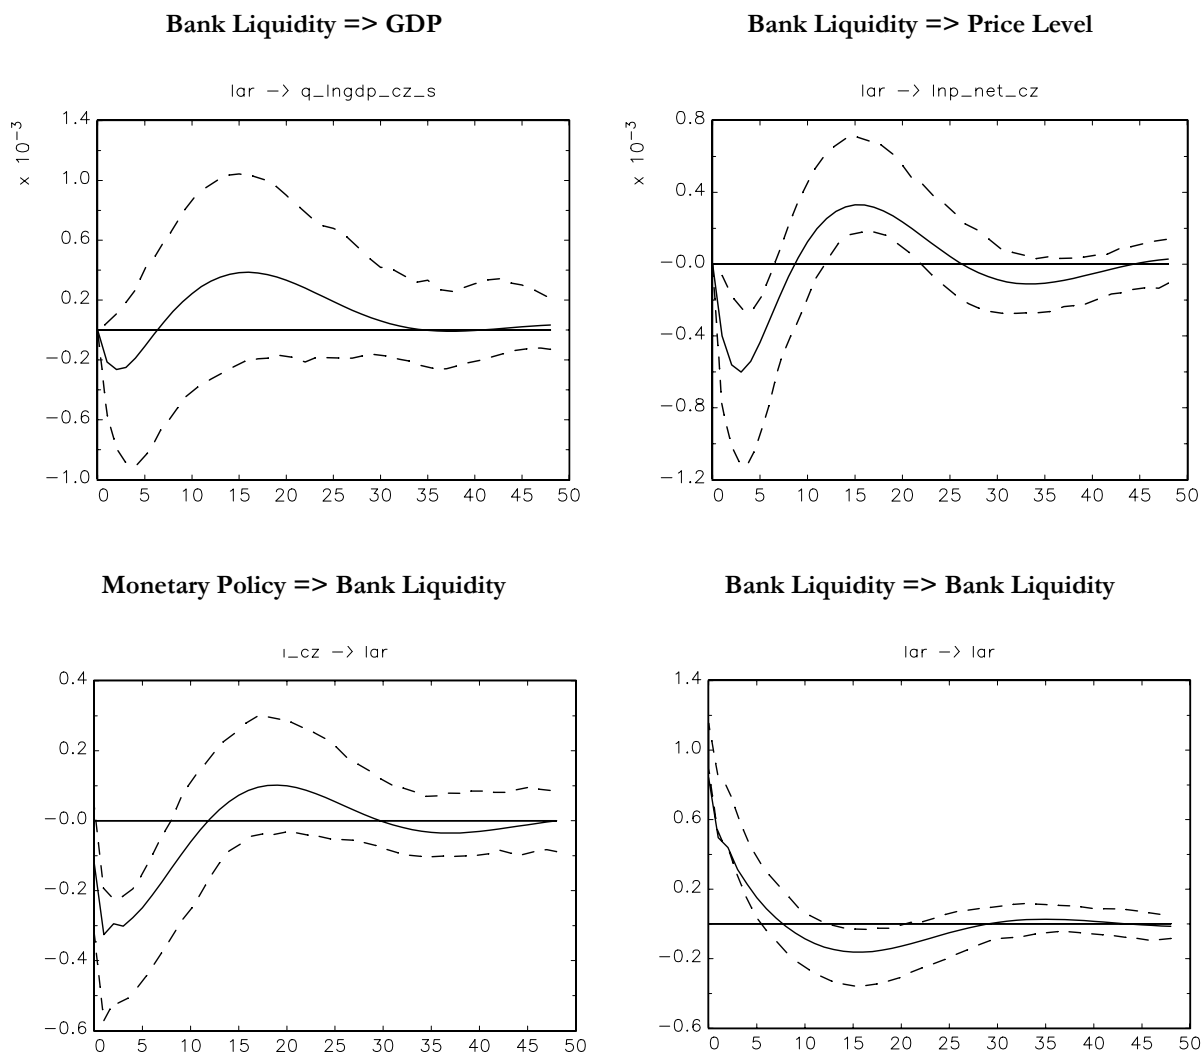 Bank Liquidity => GDP
Bank Liquidity => Price Level
lar -> q_lngdp_cz_s
lar -> lnp_net_cz
x 10⁻³
1.4
1.0
0.6
0.2
-0.2
-0.6
-1.0
0 5 10 15 20 25 30 35 40 45 50
x 10⁻³
0.8
0.4
-0.0
-0.4
-0.8
-1.2
0 5 10 15 20 25 30 35 40 45 50
Monetary Policy => Bank Liquidity
Bank Liquidity => Bank Liquidity
i_cz -> lar
lar -> lar
0.4
0.2
-0.0
-0.2
-0.4
-0.6
0 5 10 15 20 25 30 35 40 45 50
1.4
1.0
0.6
0.2
-0.2
-0.6
0 5 10 15 20 25 30 35 40 45 50